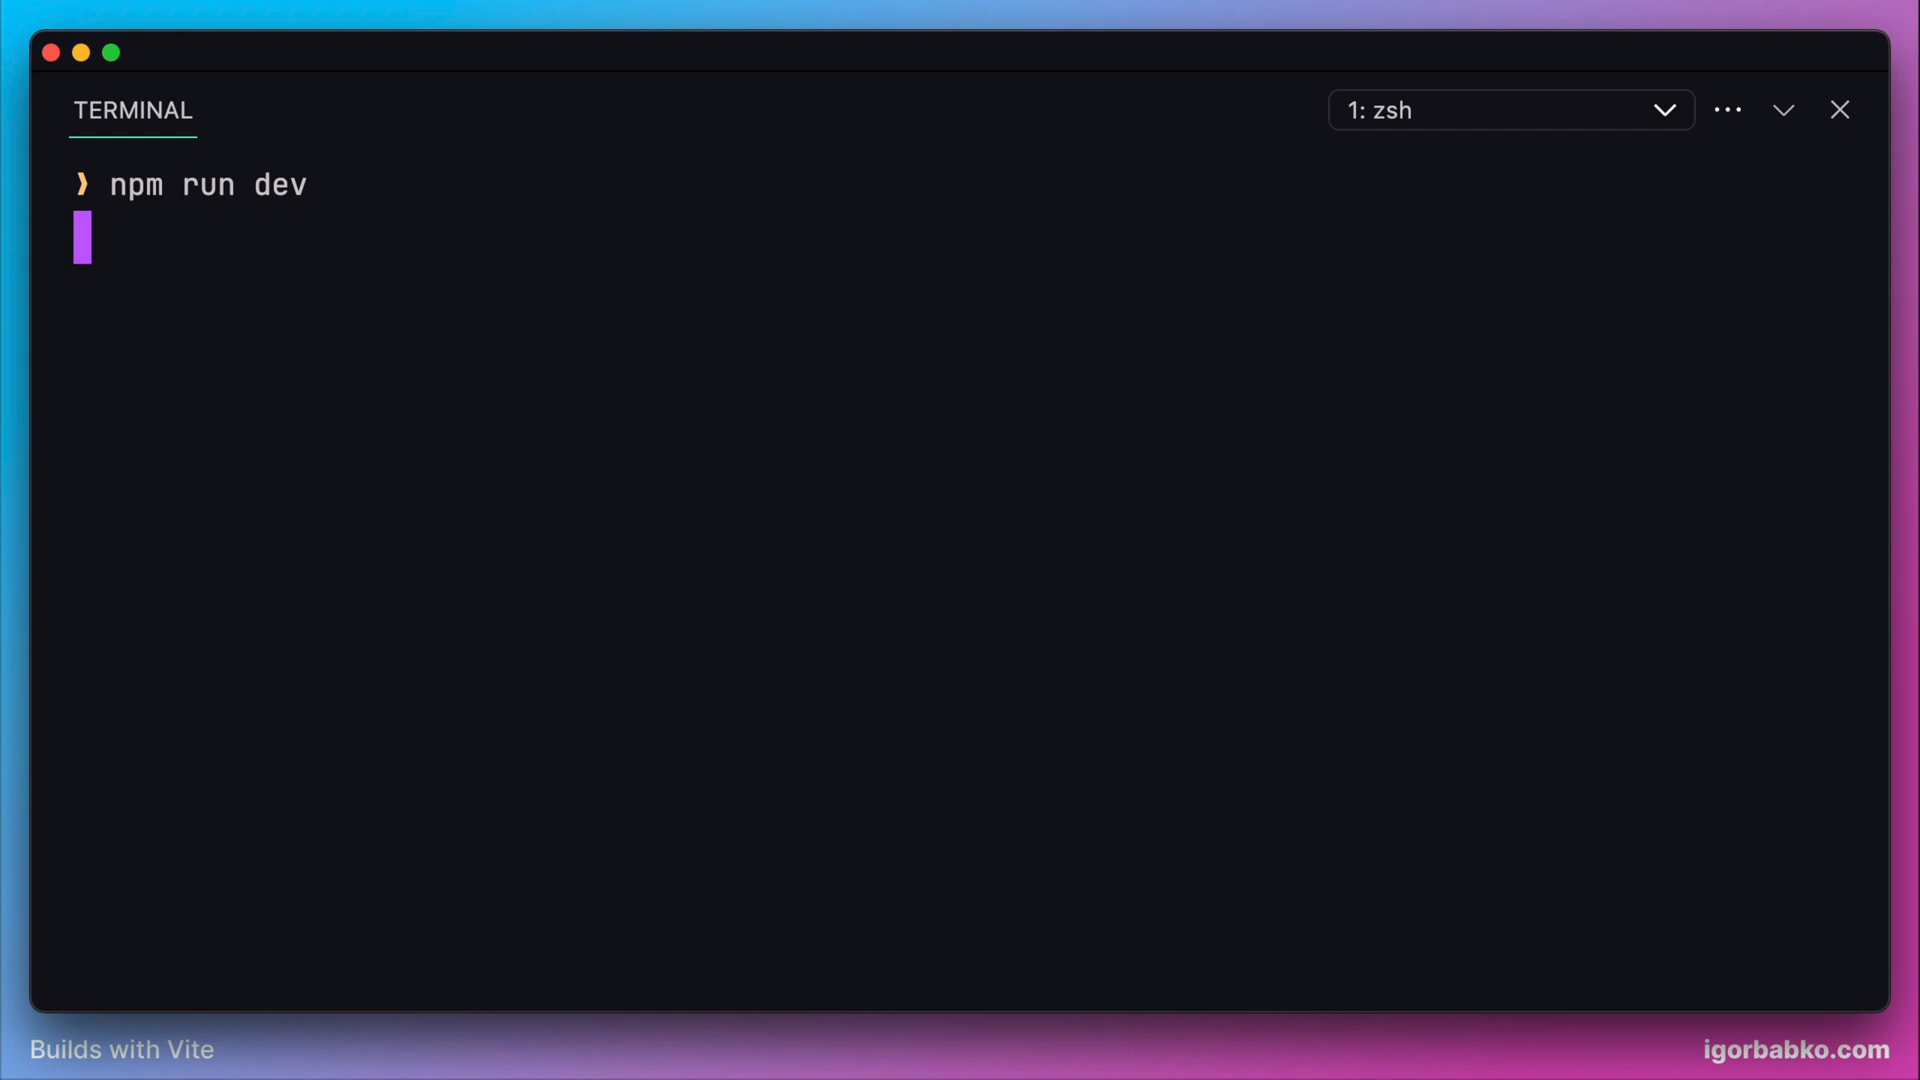 TERMINAL
1: zsh
❯ npm run dev
Builds with Vite
igorbabko.com